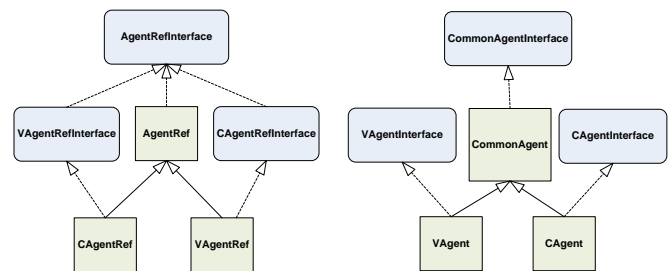 AgentRefInterface
CommonAgentInterface
VAgentRefInterface
AgentRef
CAgentRefInterface
VAgentInterface
CommonAgent
CAgentInterface
CAgentRef
VAgentRef
VAgent
CAgent